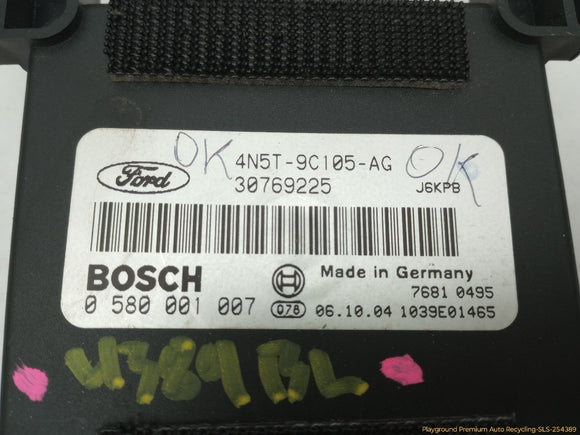 OK 4N5T-9C105-AG OK
Ford 30769225 J6KPB
BOSCH Made in Germany
7681 0495
0 580 001 007 Q78 06.10.04 1039E01465
Playground Premium Auto Recycling-SLS-254389